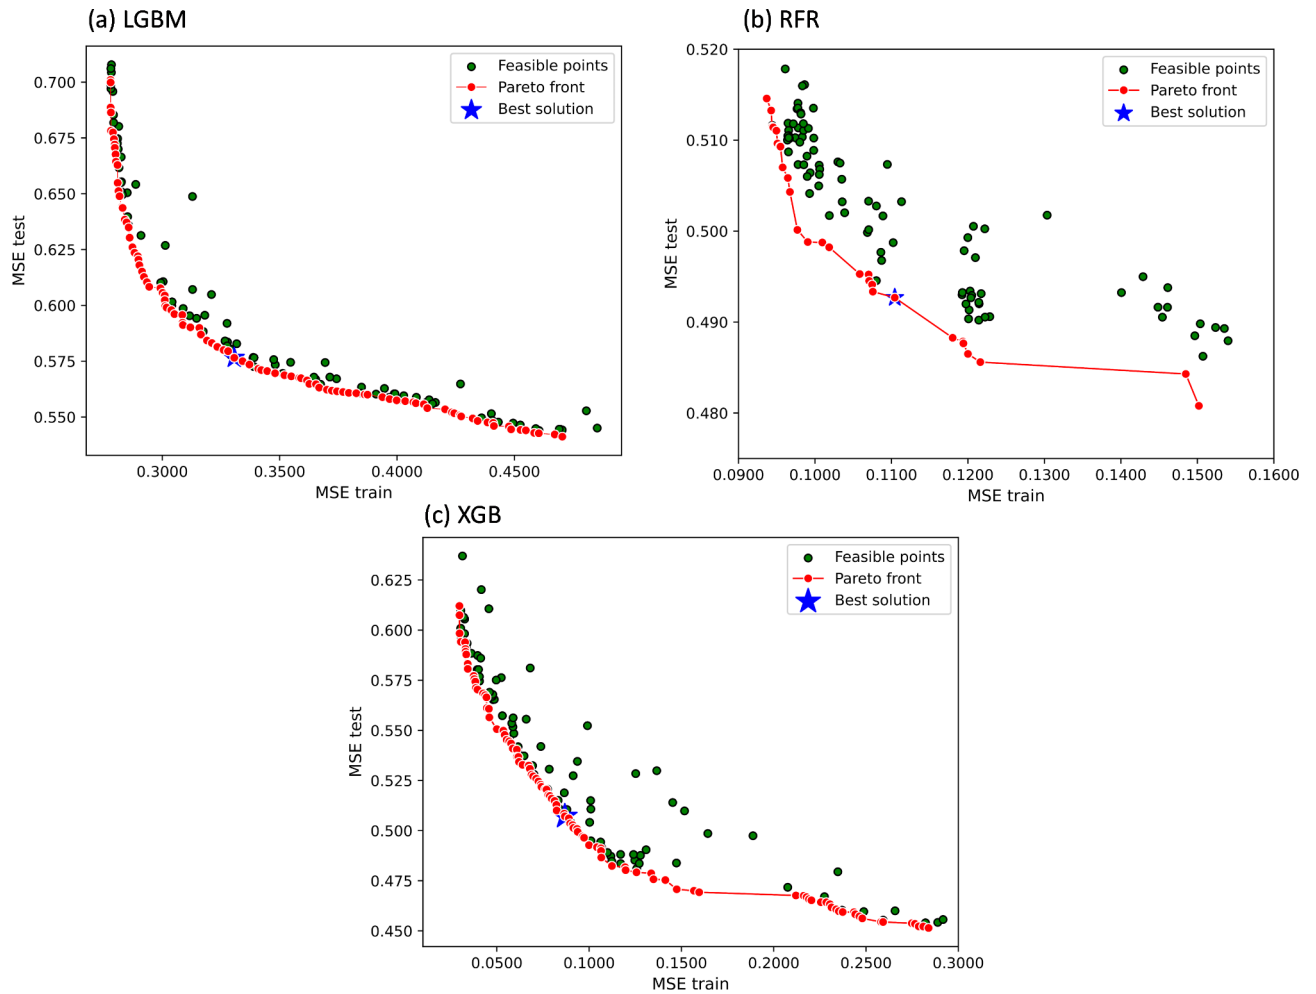 (a) LGBM
Feasible points
Pareto front
Best solution
0.700
0.675
0.650
0.625
0.600
0.575
0.550
MSE test
0.3000
0.3500
0.4000
0.4500
MSE train
(b) RFR
Feasible points
Pareto front
Best solution
0.520
0.510
0.500
0.490
0.480
MSE test
0.0900
0.1000
0.1100
0.1200
0.1300
0.1400
0.1500
0.1600
MSE train
(c) XGB
Feasible points
Pareto front
Best solution
0.625
0.600
0.575
0.550
0.525
0.500
0.475
0.450
MSE test
0.0500
0.1000
0.1500
0.2000
0.2500
0.3000
MSE train